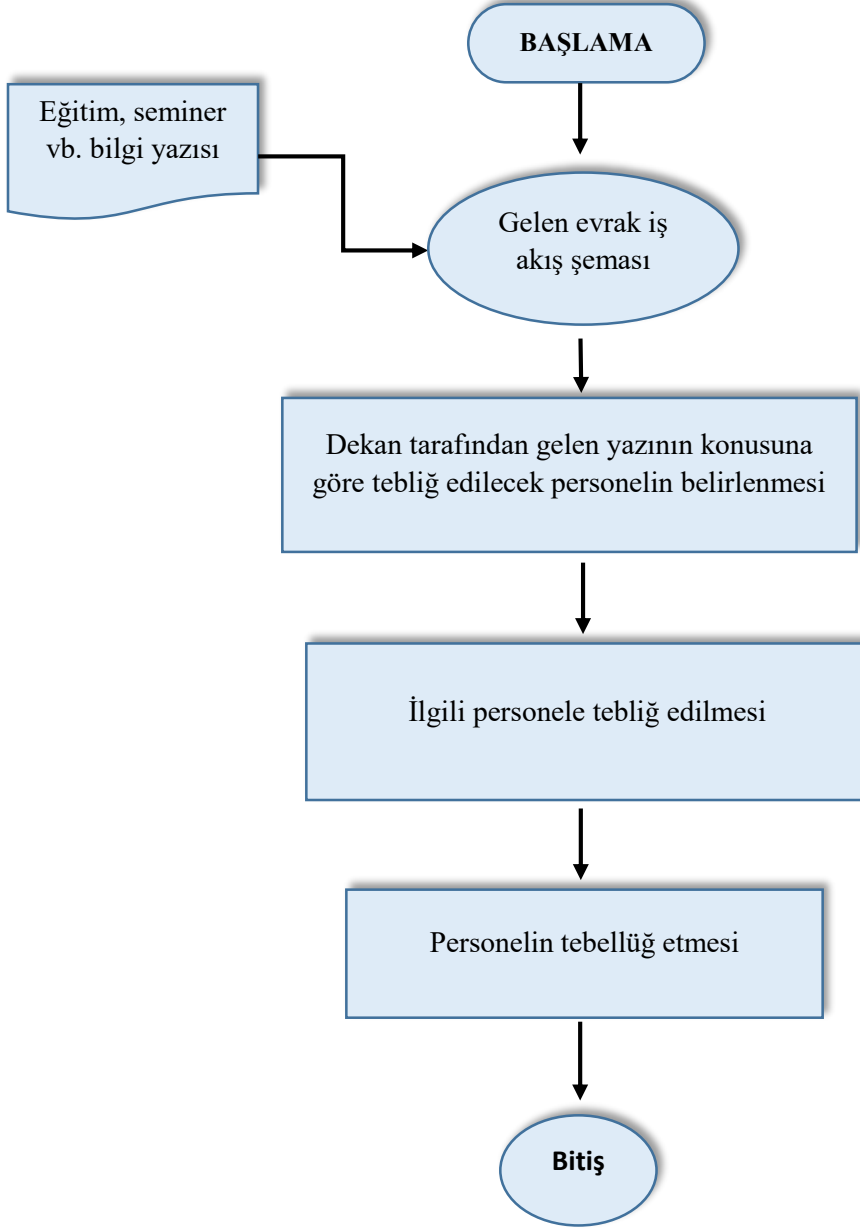 BAŞLAMA
Eğitim, seminer
vb. bilgi yazısı
Gelen evrak iş
akış şeması
Dekan tarafından gelen yazının konusuna
göre tebliğ edilecek personelin belirlenmesi
İlgili personele tebliğ edilmesi
Personelin tebellüğ etmesi
Bitiş